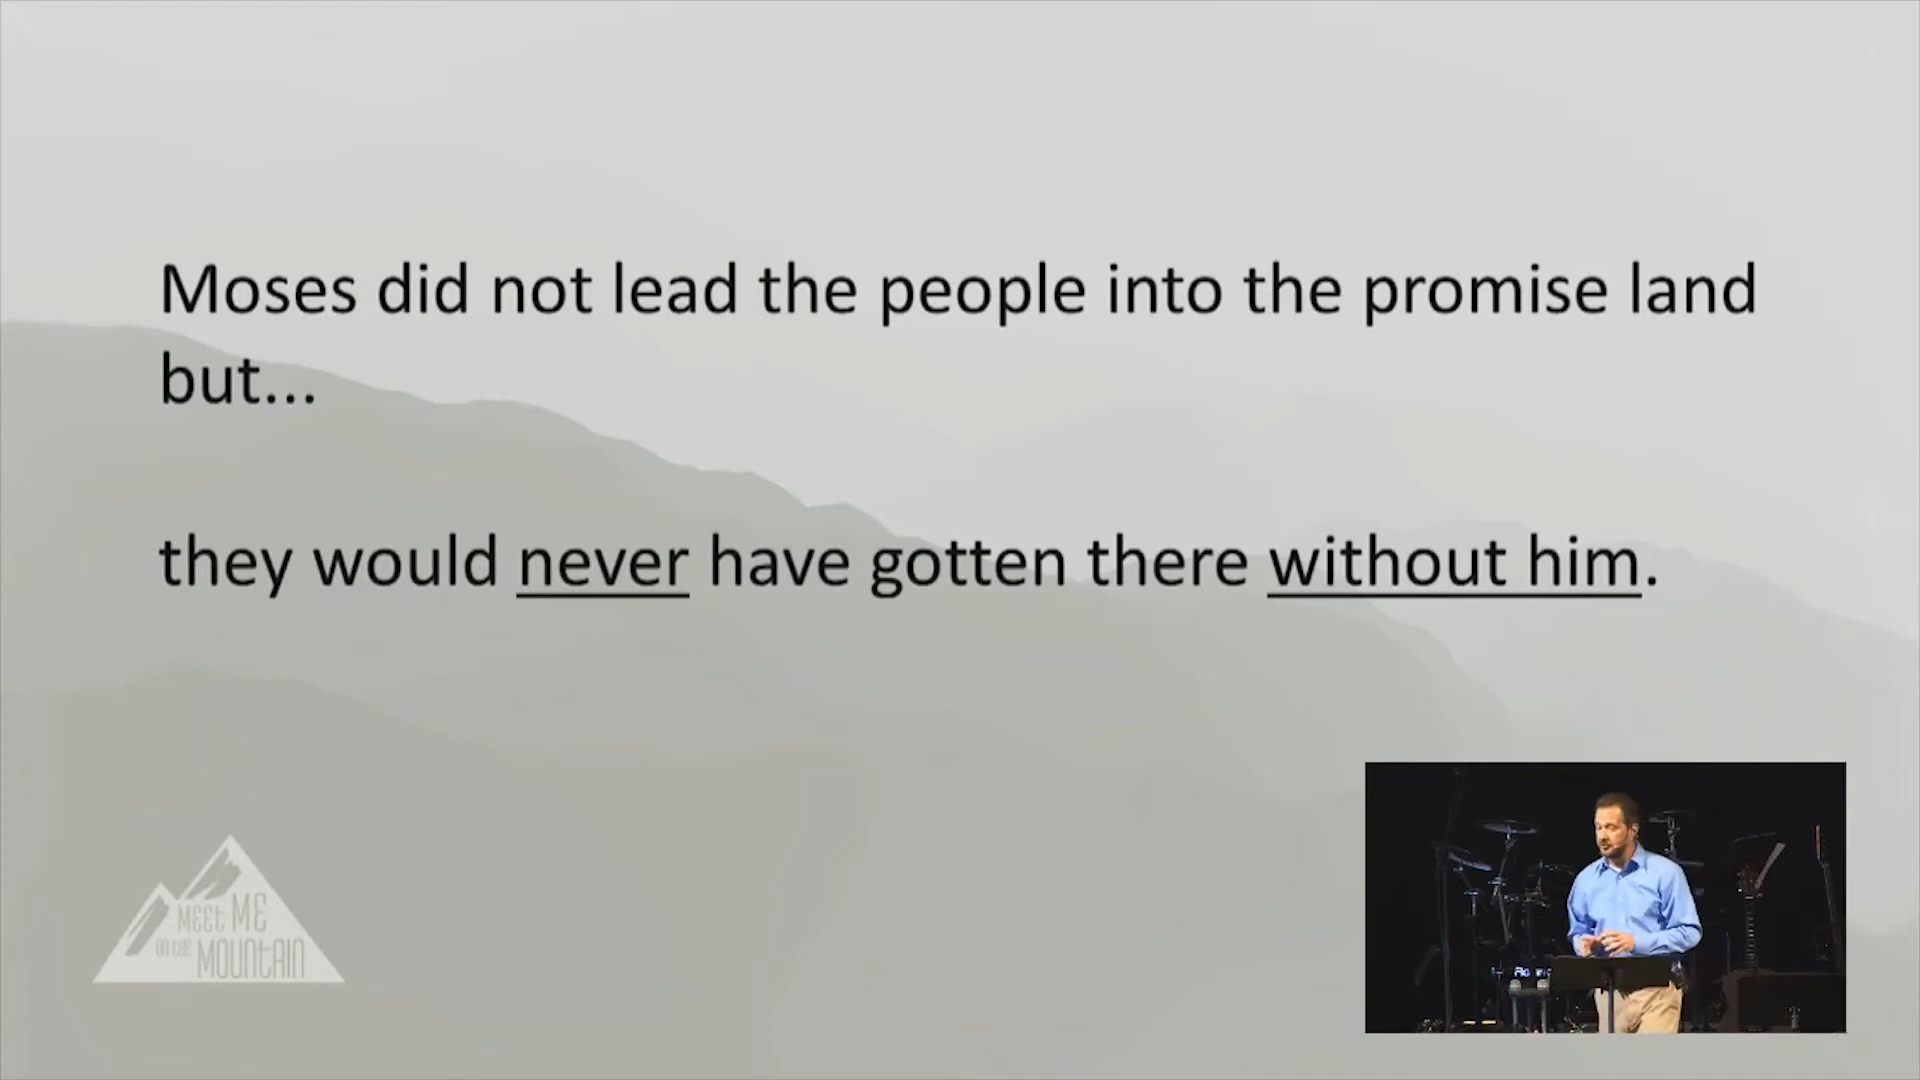 Moses did not lead the people into the promise land
but...
they would never have gotten there without him.
MEET ME
ON THE
MOUNTAIN